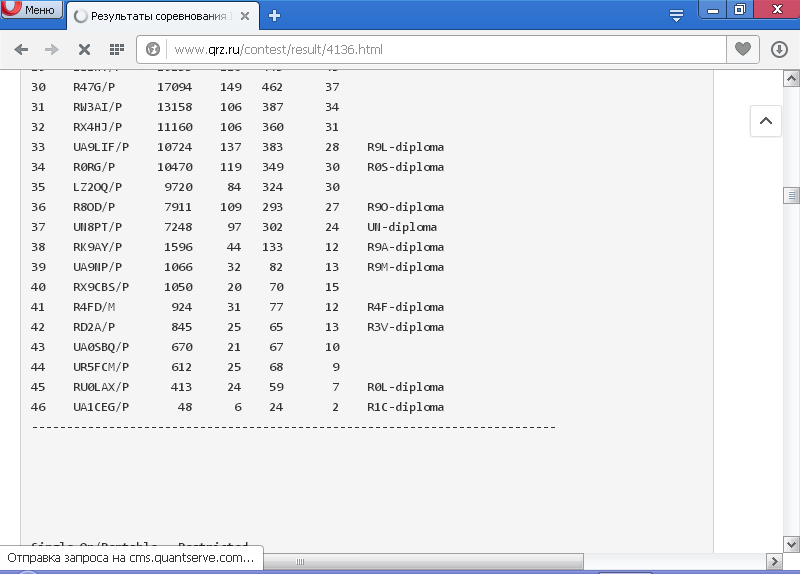 Меню
Результаты соревнования
www.qrz.ru/contest/result/4136.html
30 R47G/P 17094 149 462 37
31 RW3AI/P 13158 106 387 34
32 RX4HJ/P 11160 106 360 31
33 UA9LIF/P 10724 137 383 28 R9L-diploma
34 R0RG/P 10470 119 349 30 R0S-diploma
35 LZ2OQ/P 9720 84 324 30
36 R8OD/P 7911 109 293 27 R9O-diploma
37 UN8PT/P 7248 97 302 24 UN-diploma
38 RK9AY/P 1596 44 133 12 R9A-diploma
39 UA9NP/P 1066 32 82 13 R9M-diploma
40 RX9CBS/P 1050 20 70 15
41 R4FD/M 924 31 77 12 R4F-diploma
42 RD2A/P 845 25 65 13 R3V-diploma
43 UA0SBQ/P 670 21 67 10
44 UR5FCM/P 612 25 68 9
45 RU0LAX/P 413 24 59 7 R0L-diploma
46 UA1CEG/P 48 6 24 2 R1C-diploma
---------------------------------------------------------------------------
Отправка запроса на cms.quantserve.com...